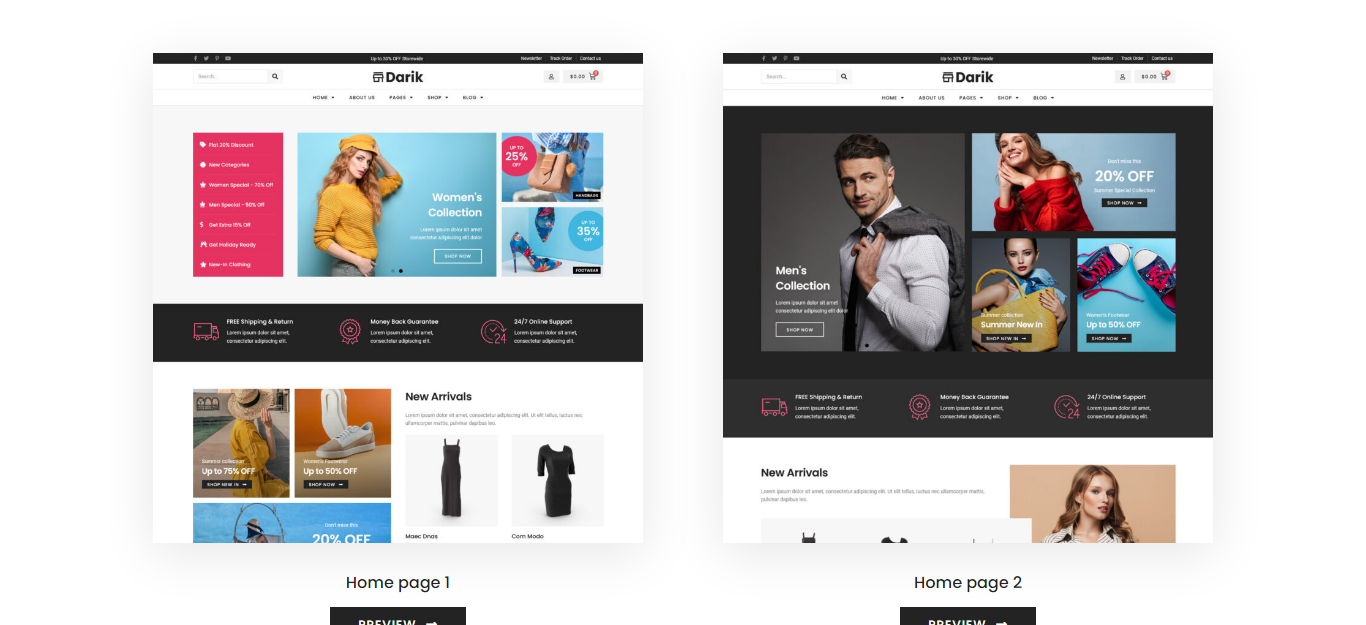 Up to 50% OFF Storewide
Newsletter Track Order Contact us
Search...
Darik
$0.00
HOME ABOUT US PAGES SHOP BLOG
Flat 20% Discount
New Categories
Women Special - 70% Off
Men Special - 50% Off
Get Extra 15% Off
Get Holiday Ready
New-In Clothing
Women's
Collection
Lorem ipsum dolor sit amet
consectetur adipiscing elit dolor
SHOP NOW
UP TO
25%
OFF
HANDBAGS
UP TO
35%
OFF
FOOTWEAR
FREE Shipping & Return
Lorem ipsum dolor sit amet,
consectetur adipiscing elit.
Money Back Guarantee
Lorem ipsum dolor sit amet,
consectetur adipiscing elit.
24/7 Online Support
Lorem ipsum dolor sit amet,
consectetur adipiscing elit.
24
Summer collection
Up to 75% OFF
SHOP NEW IN
Women's Footwear
Up to 50% OFF
SHOP NOW
Don't miss this
20% OFF
New Arrivals
Lorem ipsum dolor sit amet, consectetur adipiscing elit. Ut elit tellus, luctus nec
ullamcorper mattis, pulvinar dapibus leo.
Maec Dnas
Com Modo
Home page 1
PREVIEW
Up to 50% OFF Storewide
Newsletter Track Order Contact us
Search...
Darik
$0.00
HOME ABOUT US PAGES SHOP BLOG
Men's
Collection
Lorem ipsum dolor sit amet
consectetur adipiscing elit dolor
SHOP NOW
Don't miss this
20% OFF
Summer Special Collection
SHOP NOW
Summer collection
Summer New In
SHOP NEW IN
Women's Footwear
Up to 50% OFF
SHOP NOW
FREE Shipping & Return
Lorem ipsum dolor sit amet,
consectetur adipiscing elit.
Money Back Guarantee
Lorem ipsum dolor sit amet,
consectetur adipiscing elit.
24/7 Online Support
Lorem ipsum dolor sit amet,
consectetur adipiscing elit.
24
New Arrivals
Lorem ipsum dolor sit amet, consectetur adipiscing elit. Ut elit tellus, luctus nec ullamcorper mattis,
pulvinar dapibus leo.
Home page 2
PREVIEW